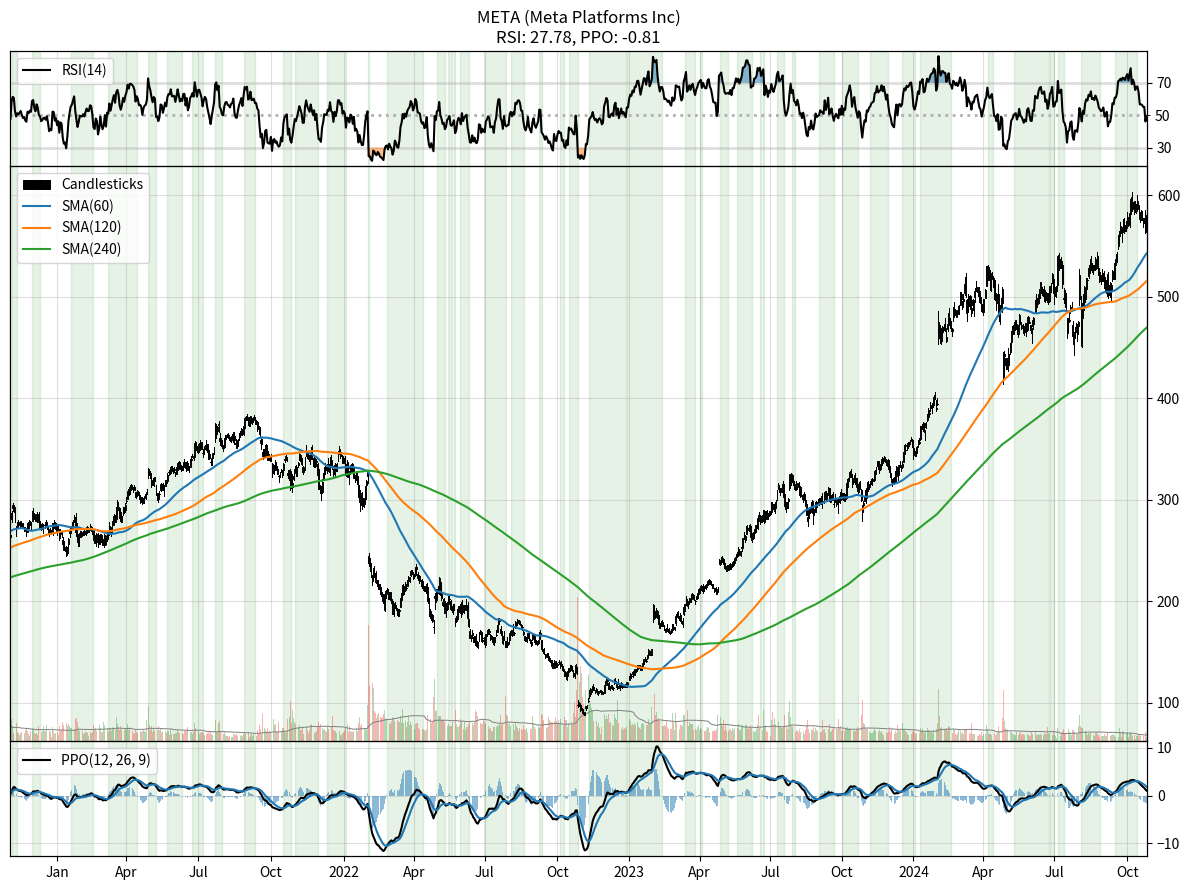 META (Meta Platforms Inc)
RSI: 27.78, PPO: -0.81
RSI(14)
70
50
30
Candlesticks
SMA(60)
SMA(120)
SMA(240)
600
500
400
300
200
100
PPO(12, 26, 9)
10
0
−10
Jan Apr Jul Oct 2022 Apr Jul Oct 2023 Apr Jul Oct 2024 Apr Jul Oct